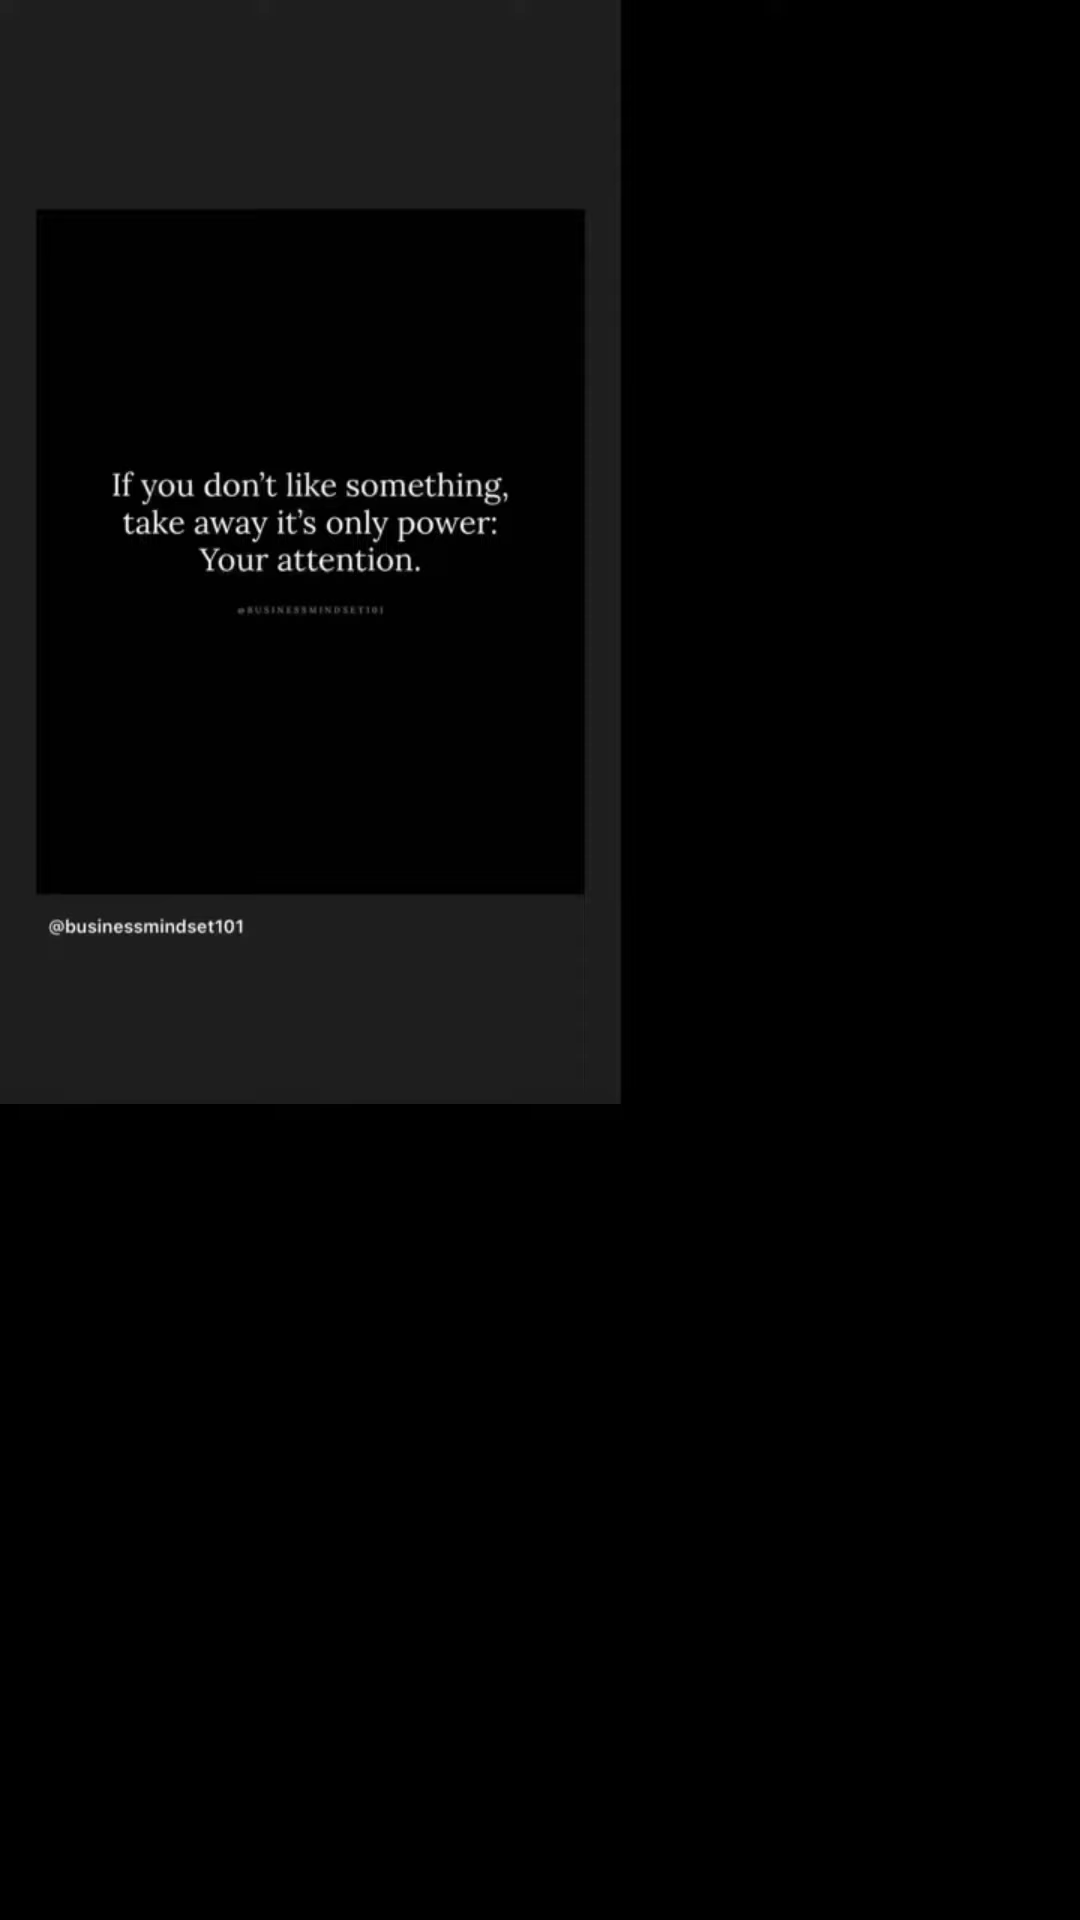 If you don’t like something,
take away it’s only power:
Your attention.
@BUSINESSMINDSET101
@businessmindset101